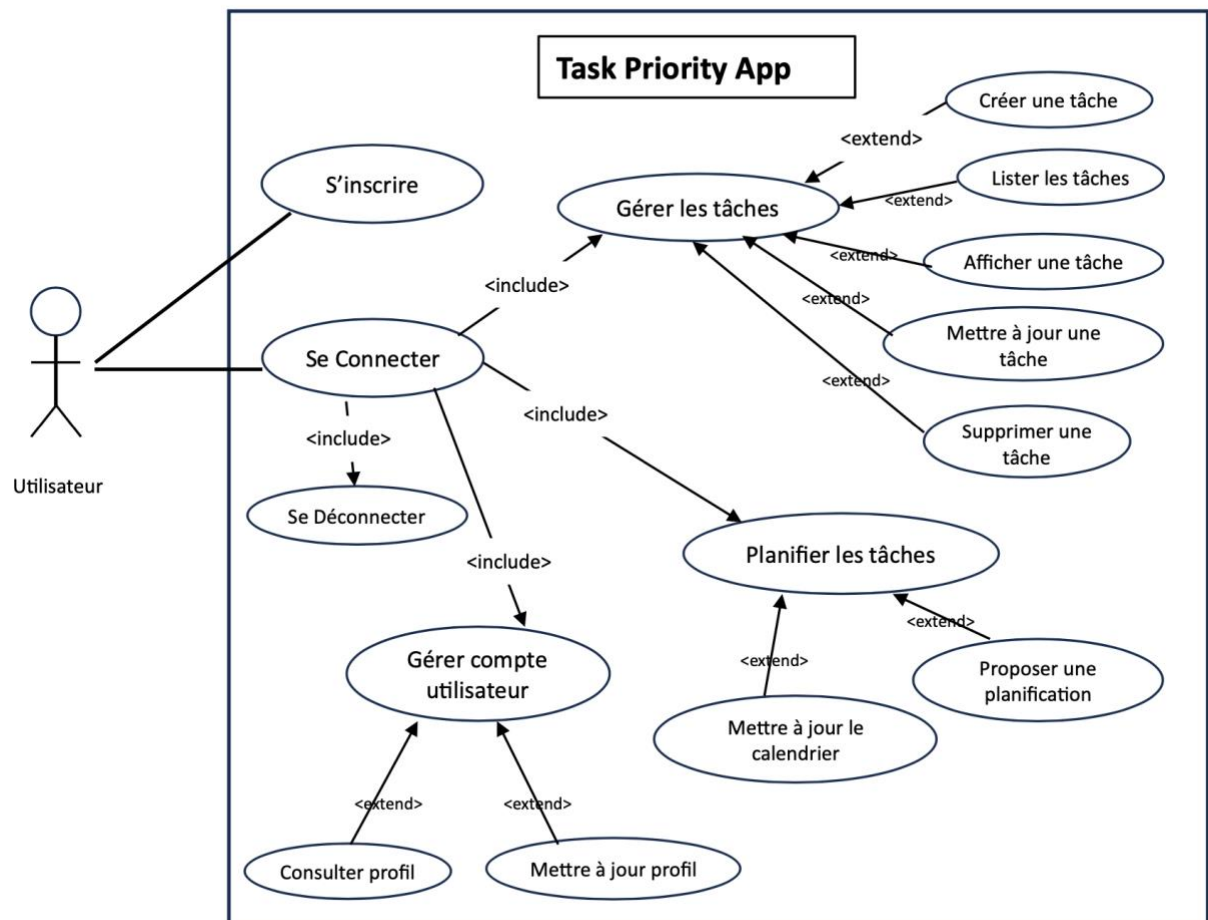 Task Priority App
Créer une tâche
<extend>
S'inscrire
Lister les tâches
Gérer les tâches
<extend>
<extend>
Afficher une tâche
<include>
<extend>
Mettre à jour une
tâche
Se Connecter
<extend>
<include>
<include>
Supprimer une
tâche
Utilisateur
Se Déconnecter
Planifier les tâches
<include>
<extend>
<extend>
Gérer compte
utilisateur
Proposer une
planification
Mettre à jour le
calendrier
<extend>
<extend>
Consulter profil
Mettre à jour profil